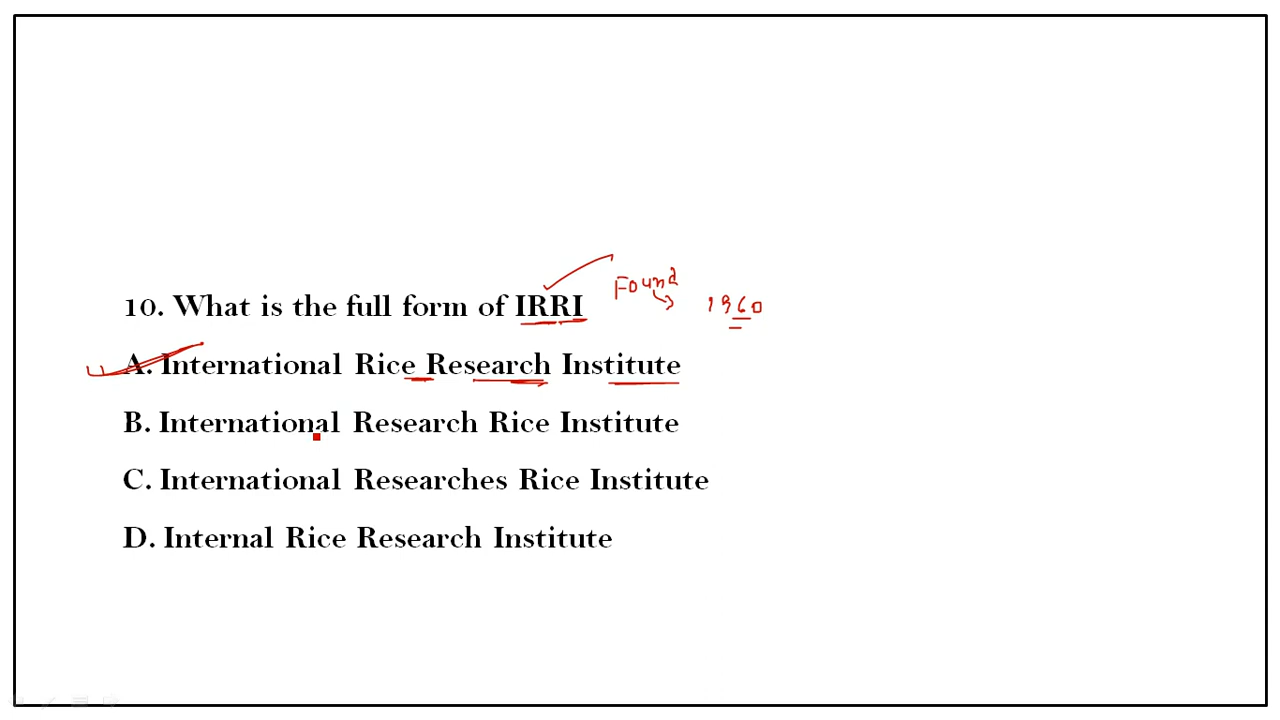 Found
10. What is the full form of IRRI 1960
A. International Rice Research Institute
B. International Research Rice Institute
C. International Researches Rice Institute
D. Internal Rice Research Institute